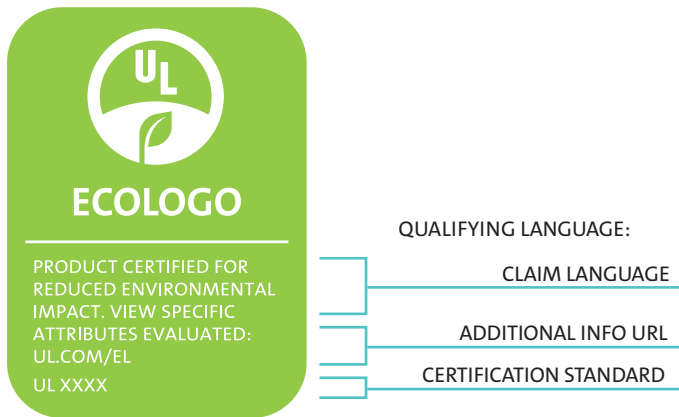 UL
ECOLOGO
PRODUCT CERTIFIED FOR
REDUCED ENVIRONMENTAL
IMPACT. VIEW SPECIFIC
ATTRIBUTES EVALUATED:
UL.COM/EL
UL XXXX
QUALIFYING LANGUAGE:
CLAIM LANGUAGE
ADDITIONAL INFO URL
CERTIFICATION STANDARD